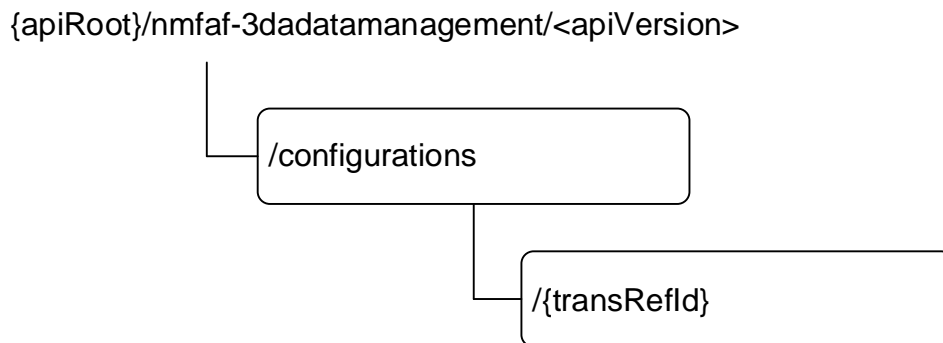 {apiRoot}/nmfaf-3dadatamanagement/<apiVersion>
/configurations
/{transRefId}